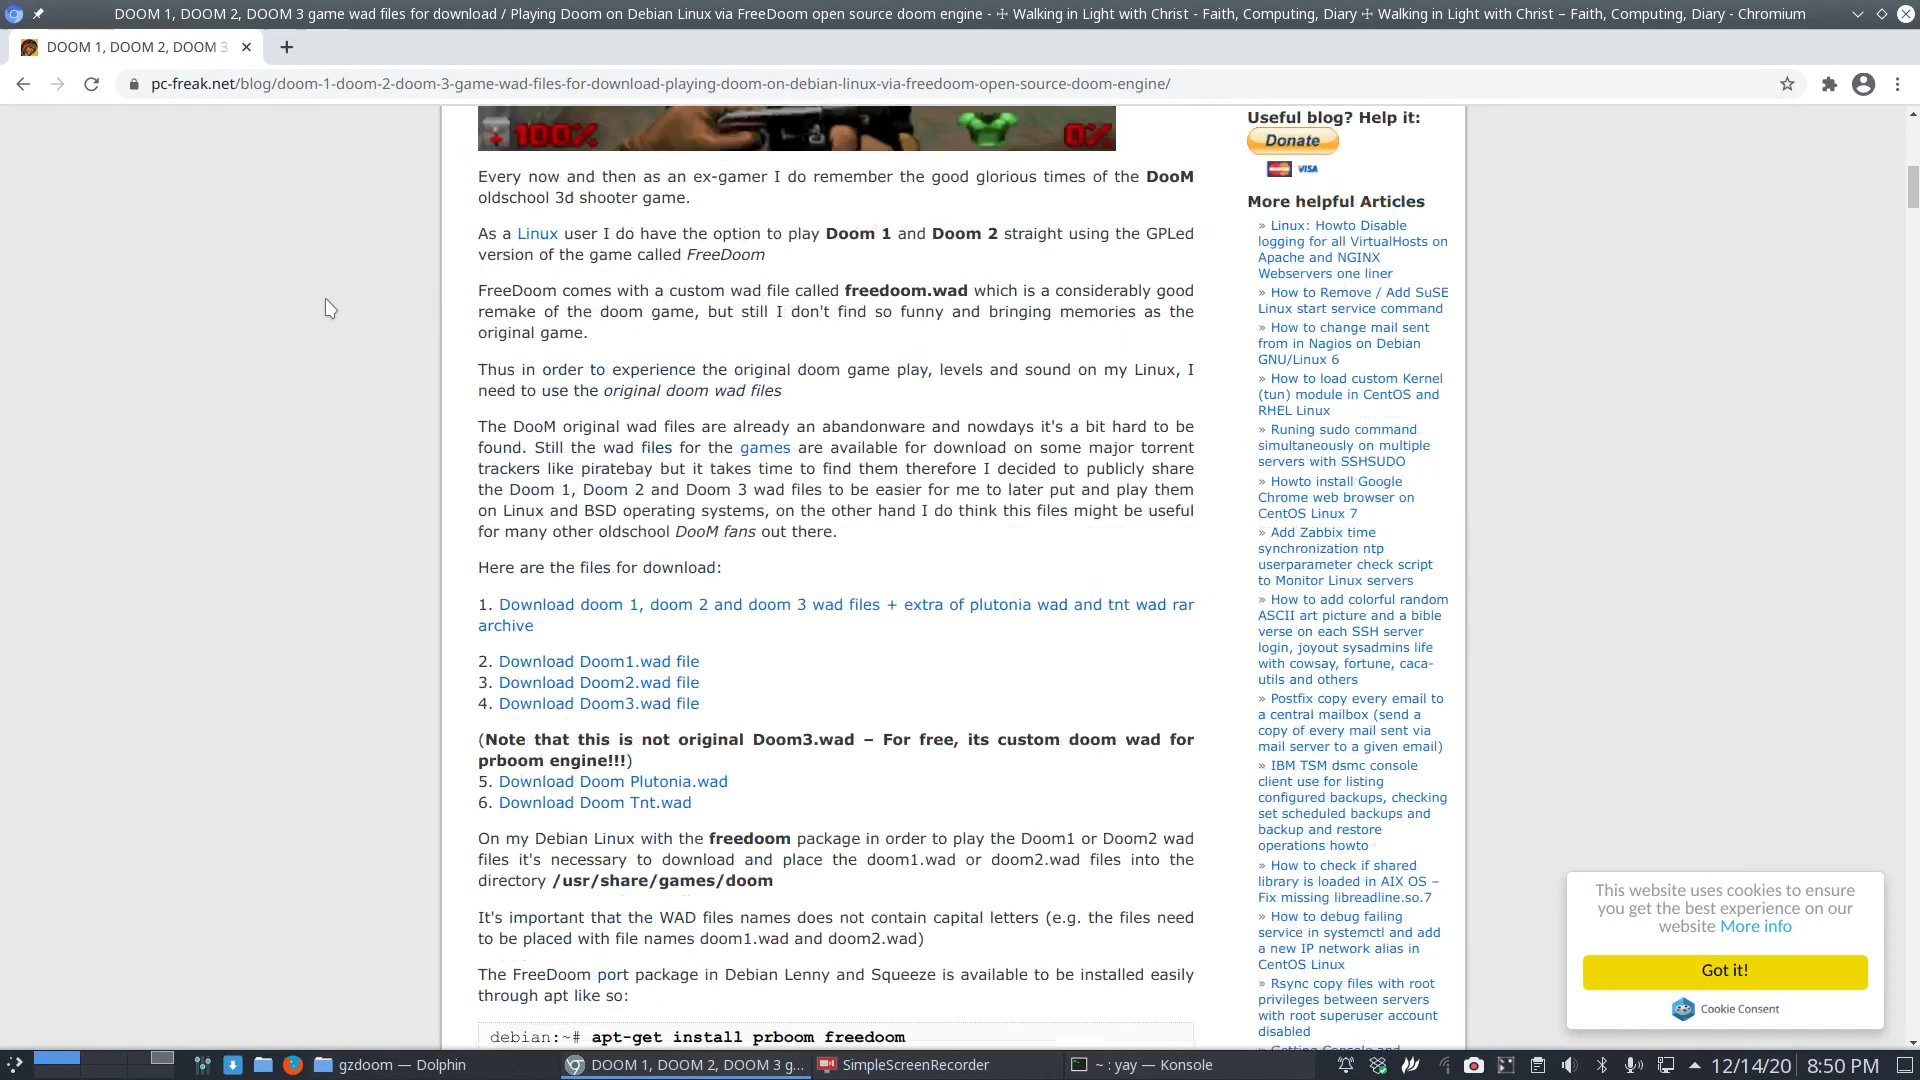 DOOM 1, DOOM 2, DOOM 3 game wad files for download / Playing Doom on Debian Linux via FreeDoom open source doom engine - ☩ Walking in Light with Christ - Faith, Computing, Diary ☩ Walking in Light with Christ – Faith, Computing, Diary - Chromium
DOOM 1, DOOM 2, DOOM 3
pc-freak.net/blog/doom-1-doom-2-doom-3-game-wad-files-for-download-playing-doom-on-debian-linux-via-freedoom-open-source-doom-engine/
100% 0%
Every now and then as an ex-gamer I do remember the good glorious times of the DooM
oldschool 3d shooter game.
As a Linux user I do have the option to play Doom 1 and Doom 2 straight using the GPLed
version of the game called FreeDoom
FreeDoom comes with a custom wad file called freedoom.wad which is a considerably good
remake of the doom game, but still I don't find so funny and bringing memories as the
original game.
Thus in order to experience the original doom game play, levels and sound on my Linux, I
need to use the original doom wad files
The DooM original wad files are already an abandonware and nowdays it's a bit hard to be
found. Still the wad files for the games are available for download on some major torrent
trackers like piratebay but it takes time to find them therefore I decided to publicly share
the Doom 1, Doom 2 and Doom 3 wad files to be easier for me to later put and play them
on Linux and BSD operating systems, on the other hand I do think this files might be useful
for many other oldschool DooM fans out there.
Here are the files for download:
1. Download doom 1, doom 2 and doom 3 wad files + extra of plutonia wad and tnt wad rar
archive
2. Download Doom1.wad file
3. Download Doom2.wad file
4. Download Doom3.wad file
(Note that this is not original Doom3.wad – For free, its custom doom wad for
prboom engine!!!)
5. Download Doom Plutonia.wad
6. Download Doom Tnt.wad
On my Debian Linux with the freedoom package in order to play the Doom1 or Doom2 wad
files it's necessary to download and place the doom1.wad or doom2.wad files into the
directory /usr/share/games/doom
It's important that the WAD files names does not contain capital letters (e.g. the files need
to be placed with file names doom1.wad and doom2.wad)
The FreeDoom port package in Debian Lenny and Squeeze is available to be installed easily
through apt like so:
debian:~# apt-get install prboom freedoom
Useful blog? Help it:
Donate
VISA
More helpful Articles
» Linux: Howto Disable
logging for all VirtualHosts on
Apache and NGINX
Webservers one liner
» How to Remove / Add SuSE
Linux start service command
» How to change mail sent
from in Nagios on Debian
GNU/Linux 6
» How to load custom Kernel
(tun) module in CentOS and
RHEL Linux
» Runing sudo command
simultaneously on multiple
servers with SSHSUDO
» Howto install Google
Chrome web browser on
CentOS Linux 7
» Add Zabbix time
synchronization ntp
userparameter check script
to Monitor Linux servers
» How to add colorful random
ASCII art picture and a bible
verse on each SSH server
login, joyout sysadmins life
with cowsay, fortune, caca-
utils and others
» Postfix copy every email to
a central mailbox (send a
copy of every mail sent via
mail server to a given email)
» IBM TSM dsmc console
client use for listing
configured backups, checking
set scheduled backups and
backup and restore
operations howto
» How to check if shared
library is loaded in AIX OS –
Fix missing libreadline.so.7
» How to debug failing
service in systemctl and add
a new IP network alias in
CentOS Linux
» Rsync copy files with root
privileges between servers
with root superuser account
disabled
» Getting Console and
This website uses cookies to ensure
you get the best experience on our
website More info
Got it!
Cookie Consent
gzdoom — Dolphin
DOOM 1, DOOM 2, DOOM 3 g...
SimpleScreenRecorder
~ : yay — Konsole
12/14/20
8:50 PM